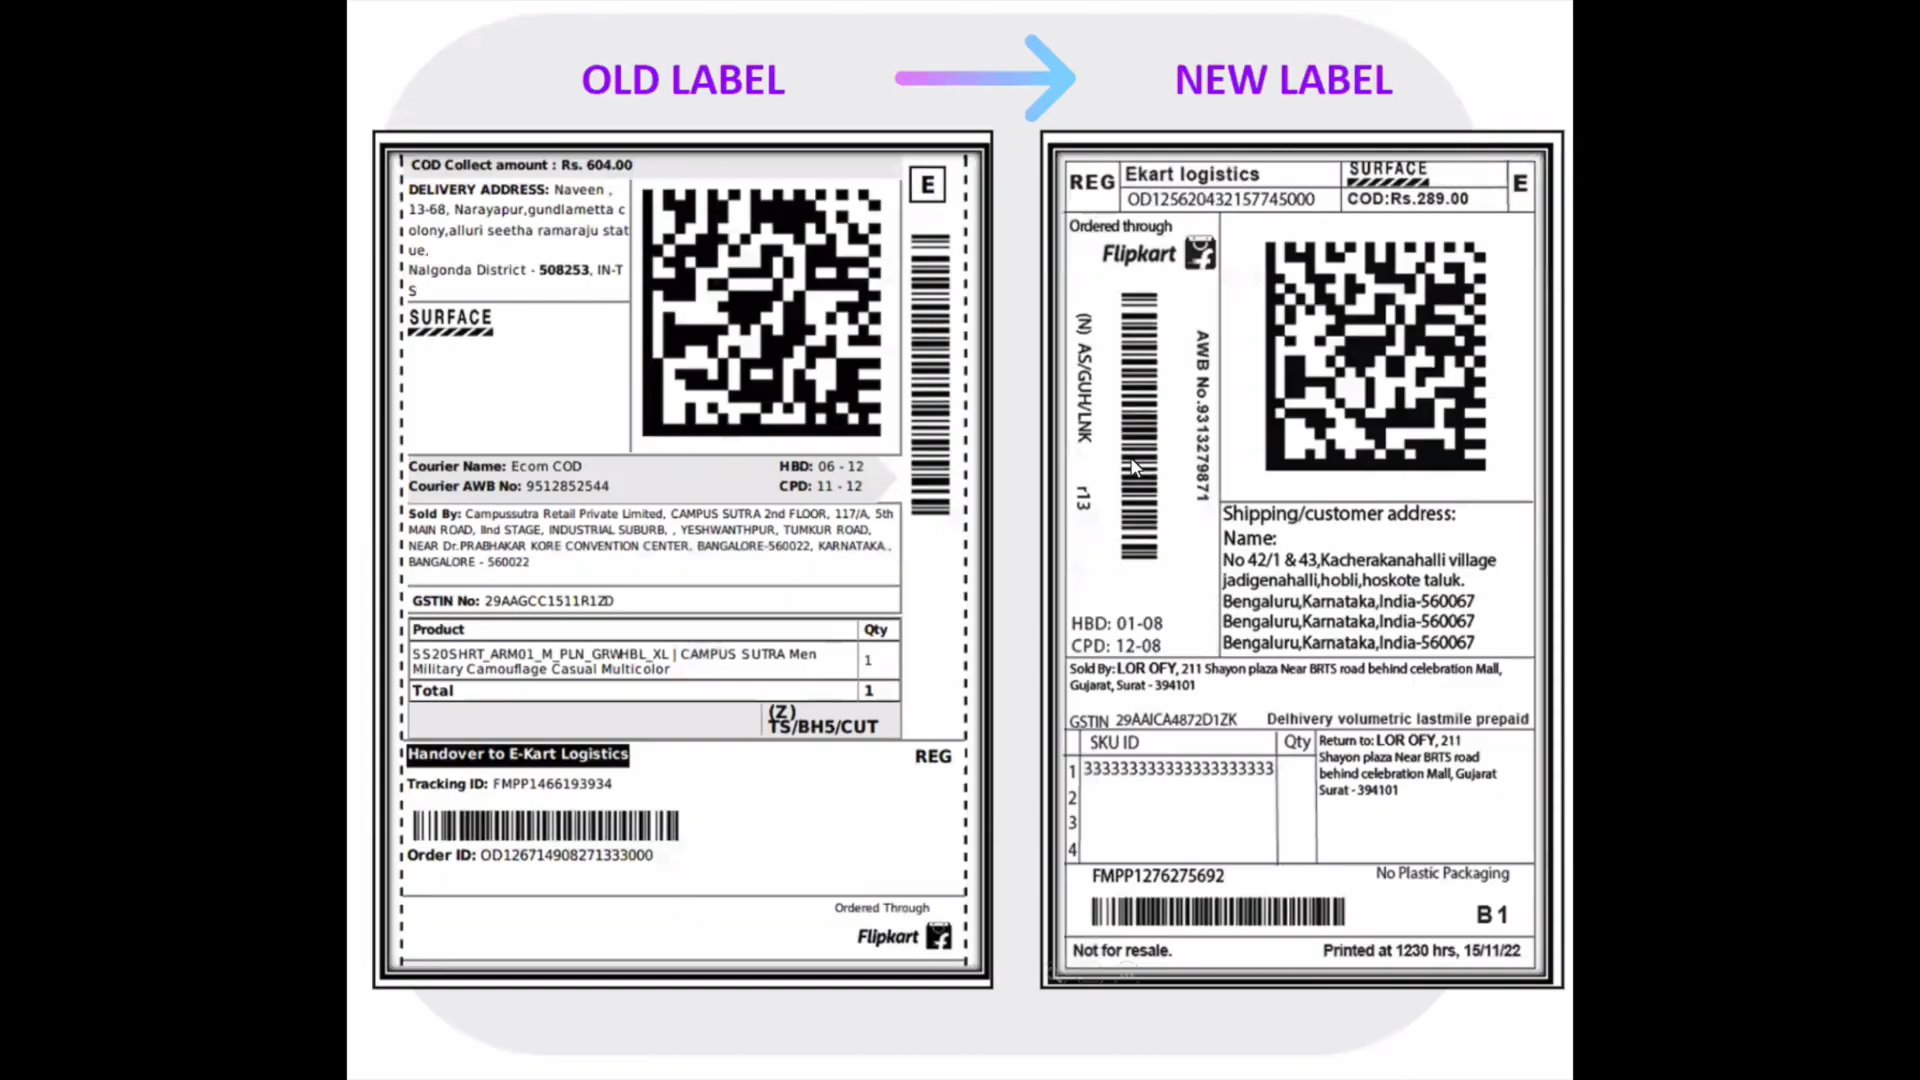 OLD LABEL
NEW LABEL
COD Collect amount : Rs. 604.00
DELIVERY ADDRESS: Naveen ,
13-68, Narayapur,gundlametta c
olony,alluri seetha ramaraju stat
ue,
Nalgonda District - 508253, IN-T
S
SURFACE
E
Courier Name: Ecom COD
HBD: 06 - 12
Courier AWB No: 9512852544
CPD: 11 - 12
Sold By: Campussutra Retail Private Limited, CAMPUS SUTRA 2nd FLOOR, 117/A, 5th
MAIN ROAD, IInd STAGE, INDUSTRIAL SUBURB, , YESHWANTHPUR, TUMKUR ROAD,
NEAR Dr.PRABHAKAR KORE CONVENTION CENTER, BANGALORE-560022, KARNATAKA.,
BANGALORE - 560022
GSTIN No: 29AAGCC1511R1ZD
Product Qty
SS20SHRT_ARM01_M_PLN_GRWHBL_XL | CAMPUS SUTRA Men
Military Camouflage Casual Multicolor
1
Total 1
(Z)
TS/BH5/CUT
Handover to E-Kart Logistics
REG
Tracking ID: FMPP1466193934
Order ID: OD126714908271333000
Ordered Through
Flipkart
REG
Ekart logistics
OD125620432157745000
SURFACE
COD:Rs.289.00
E
Ordered through
Flipkart
(N) AS/GUH/LNK r13
AWB No.9313279871
HBD: 01-08
CPD: 12-08
Shipping/customer address:
Name:
No 42/1 & 43,Kacherakanahalli village
jadigenahalli,hobli,hoskote taluk.
Bengaluru,Karnataka,India-560067
Bengaluru,Karnataka,India-560067
Bengaluru,Karnataka,India-560067
Sold By: LOR OFY, 211 Shayon plaza Near BRTS road behind celebration Mall,
Gujarat, Surat - 394101
GSTIN 29AAICA4872D1ZK
Delhivery volumetric lastmile prepaid
SKU ID Qty
1 333333333333333333333
2
3
4
Return to: LOR OFY, 211
Shayon plaza Near BRTS road
behind celebration Mall, Gujarat
Surat - 394101
FMPP1276275692
No Plastic Packaging
B 1
Not for resale.
Printed at 1230 hrs, 15/11/22